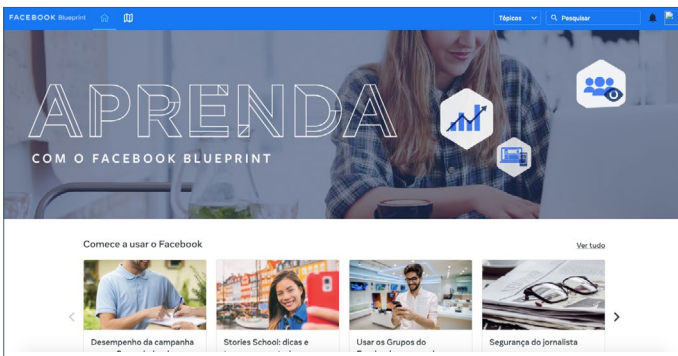 FACEBOOK Blueprint
Tópicos
Pesquisar
APRENDA
COM O FACEBOOK BLUEPRINT
Comece a usar o Facebook
Ver tudo
Desempenho da campanha
Stories School: dicas e
Usar os Grupos do
Segurança do jornalista